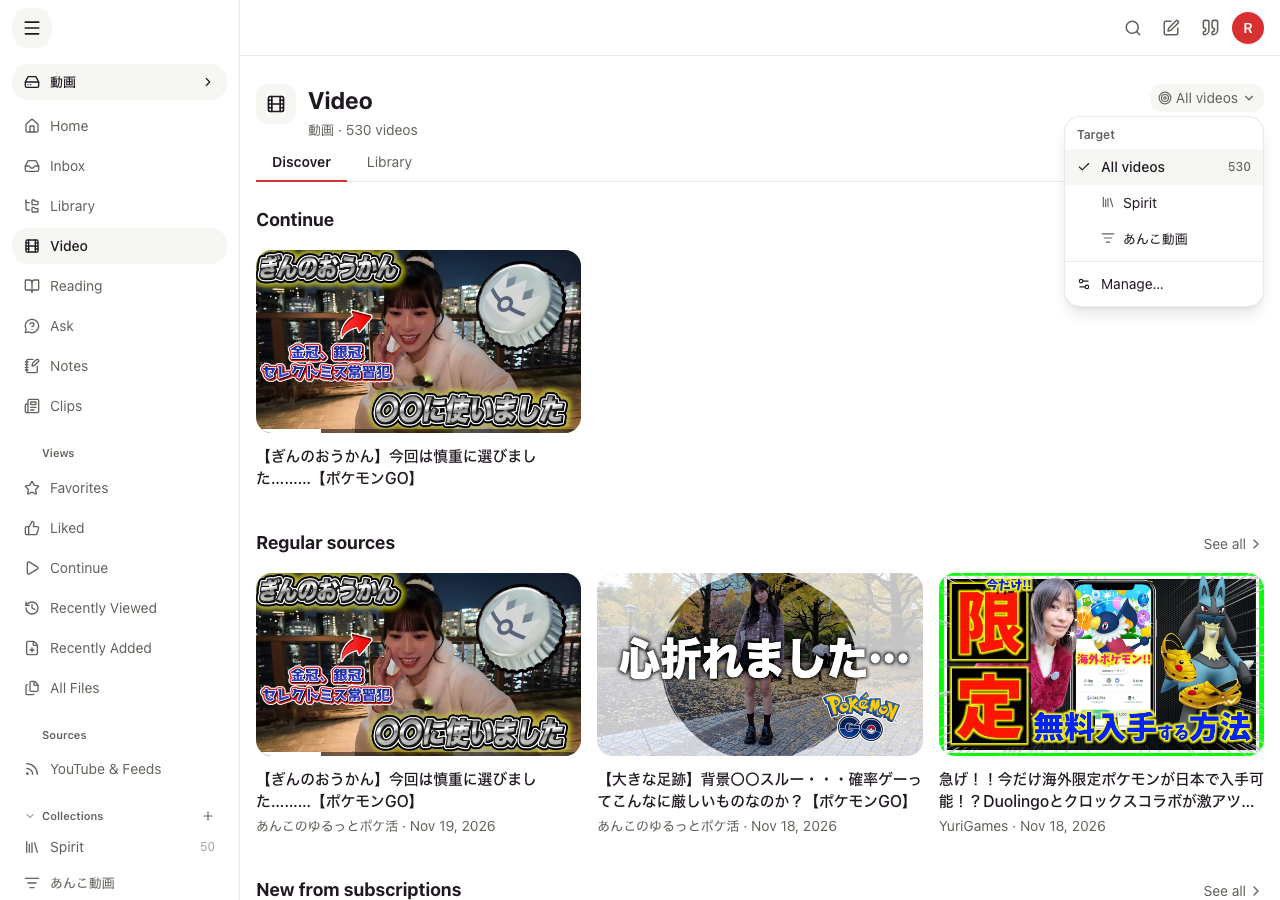 動画
Home
Inbox
Library
Video
Reading
Ask
Notes
Clips
Views
Favorites
Liked
Continue
Recently Viewed
Recently Added
All Files
Sources
YouTube & Feeds
Collections
Spirit 50
あんこ動画
R
Video
動画 · 530 videos
All videos
Target
All videos 530
Spirit
あんこ動画
Manage...
Discover Library
Continue
ぎんのおうかん
金冠、銀冠
セレクトミス常習犯
〇〇に使いました
【ぎんのおうかん】今回は慎重に選びまし
た………【ポケモンGO】
Regular sources
See all
ぎんのおうかん
金冠、銀冠
セレクトミス常習犯
〇〇に使いました
【ぎんのおうかん】今回は慎重に選びまし
た………【ポケモンGO】
あんこのゆるっとポケ活 · Nov 19, 2026
心折れました…
Pokémon
GO
【大きな足跡】背景〇〇スルー・・・確率ゲーっ
てこんなに厳しいものなのか？【ポケモンGO】
あんこのゆるっとポケ活 · Nov 18, 2026
今だけ!!
限定
海外ポケモン!!
無料入手する方法
急げ！！今だけ海外限定ポケモンが日本で入手可
能！？Duolingoとクロックスコラボが激アツ...
YuriGames · Nov 18, 2026
New from subscriptions
See all